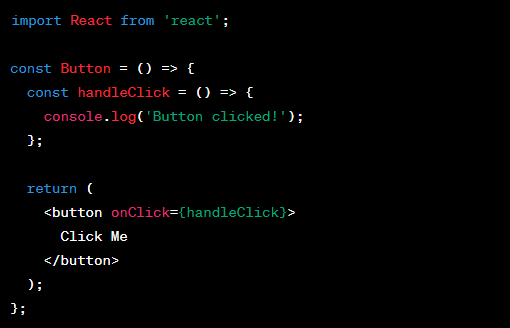 import React from 'react';

const Button = () => {
  const handleClick = () => {
    console.log('Button clicked!');
  };

  return (
    <button onClick={handleClick}>
      Click Me
    </button>
  );
};